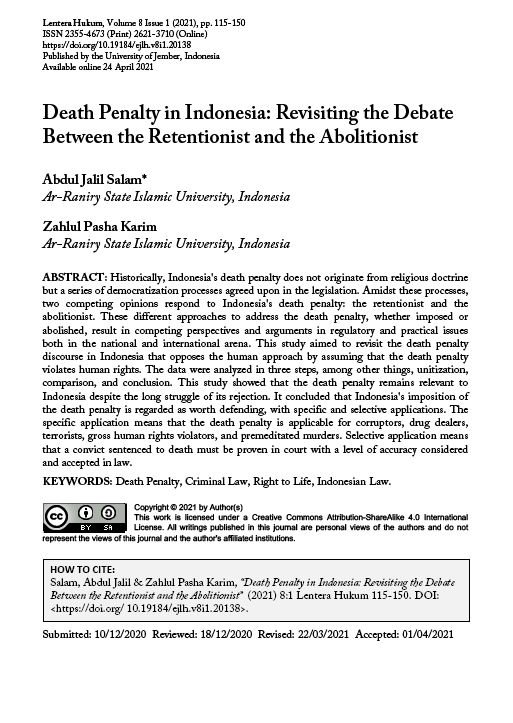 Lentera Hukum, Volume 8 Issue 1 (2021), pp. 115-150
ISSN 2355-4673 (Print) 2621-3710 (Online)
https://doi.org/10.19184/ejlh.v8i1.20138
Published by the University of Jember, Indonesia
Available online 24 April 2021
Death Penalty in Indonesia: Revisiting the Debate
Between the Retentionist and the Abolitionist
Abdul Jalil Salam*
Ar-Raniry State Islamic University, Indonesia
Zahlul Pasha Karim
Ar-Raniry State Islamic University, Indonesia
ABSTRACT: Historically, Indonesia's death penalty does not originate from religious doctrine
but a series of democratization processes agreed upon in the legislation. Amidst these processes,
two competing opinions respond to Indonesia's death penalty: the retentionist and the
abolitionist. These different approaches to address the death penalty, whether imposed or
abolished, result in competing perspectives and arguments in regulatory and practical issues
both in the national and international arena. This study aimed to revisit the death penalty
discourse in Indonesia that opposes the human approach by assuming that the death penalty
violates human rights. The data were analyzed in three steps, among other things, unitization,
comparison, and conclusion. This study showed that the death penalty remains relevant to
Indonesia despite the long struggle of its rejection. It concluded that Indonesia's imposition of
the death penalty is regarded as worth defending, with specific and selective applications. The
specific application means that the death penalty is applicable for corruptors, drug dealers,
terrorists, gross human rights violators, and premeditated murders. Selective application means
that a convict sentenced to death must be proven in court with a level of accuracy considered
and accepted in law.
KEYWORDS: Death Penalty, Criminal Law, Right to Life, Indonesian Law.
cc BY SA
Copyright © 2021 by Author(s)
This work is licensed under a Creative Commons Attribution-ShareAlike 4.0 International
License. All writings published in this journal are personal views of the authors and do not
represent the views of this journal and the author's affiliated institutions.
HOW TO CITE:
Salam, Abdul Jalil & Zahlul Pasha Karim, "Death Penalty in Indonesia: Revisiting the Debate
Between the Retentionist and the Abolitionist" (2021) 8:1 Lentera Hukum 115-150. DOI:
<https://doi.org/ 10.19184/ejlh.v8i1.20138>.
Submitted: 10/12/2020 Reviewed: 18/12/2020 Revised: 22/03/2021 Accepted: 01/04/2021